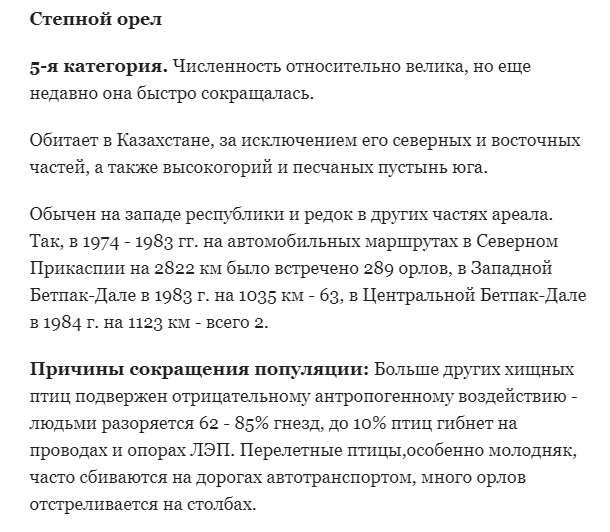 Степной орел
5-я категория. Численность относительно велика, но еще
недавно она быстро сокращалась.
Обитает в Казахстане, за исключением его северных и восточных
частей, а также высокогорий и песчаных пустынь юга.
Обычен на западе республики и редок в других частях ареала.
Так, в 1974 - 1983 гг. на автомобильных маршрутах в Северном
Прикаспии на 2822 км было встречено 289 орлов, в Западной
Бетпак-Дале в 1983 г. на 1035 км - 63, в Центральной Бетпак-Дале
в 1984 г. на 1123 км - всего 2.
Причины сокращения популяции: Больше других хищных
птиц подвержен отрицательному антропогенному воздействию -
людьми разоряется 62 - 85% гнезд, до 10% птиц гибнет на
проводах и опорах ЛЭП. Перелетные птицы,особенно молодняк,
часто сбиваются на дорогах автотранспортом, много орлов
отстреливается на столбах.